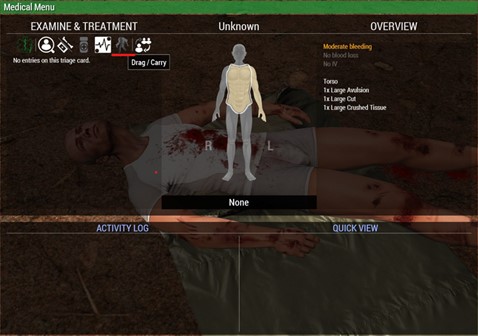 Medical Menu
EXAMINE & TREATMENT
Unknown
OVERVIEW
No entries on this triage card.
Drag / Carry
Moderate bleeding
No blood loss
No IV
Torso
1x Large Avulsion
1x Large Cut
1x Large Crushed Tissue
R
L
None
ACTIVITY LOG
QUICK VIEW